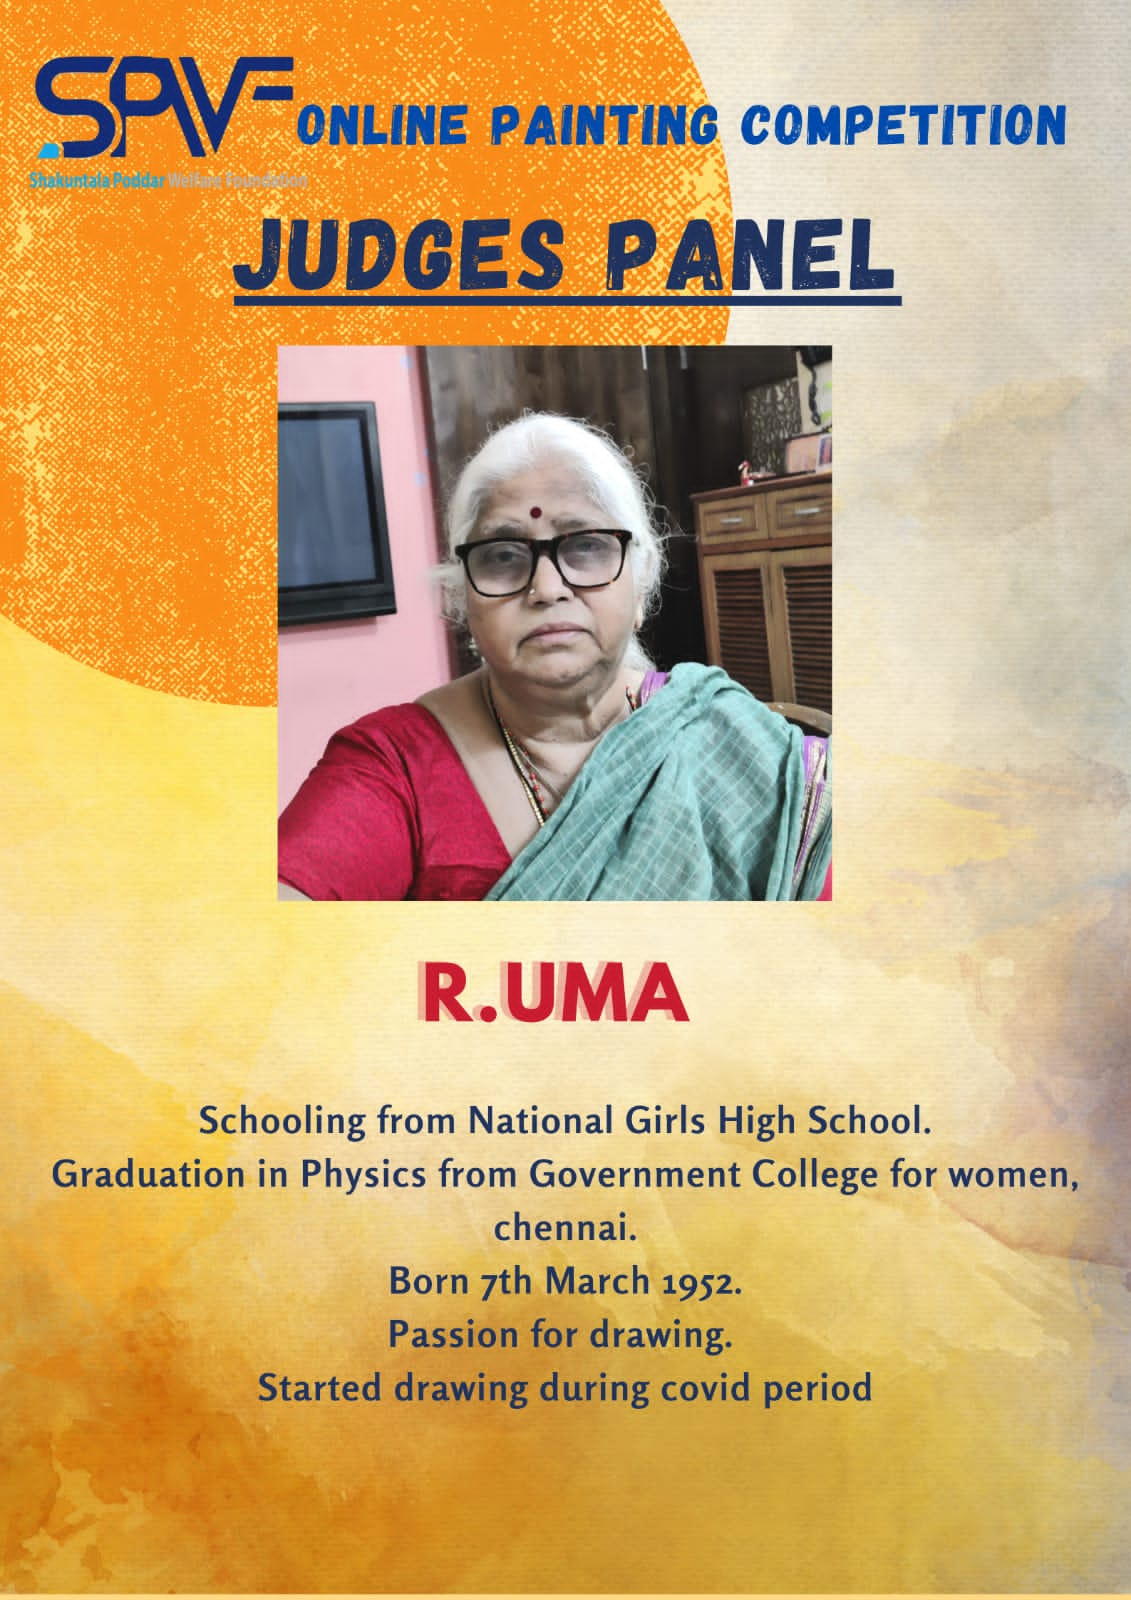 SPWF
ONLINE PAINTING COMPETITION
Shakuntala Poddar Welfare Foundation
JUDGES PANEL
R.UMA
Schooling from National Girls High School.
Graduation in Physics from Government College for women,
chennai.
Born 7th March 1952.
Passion for drawing.
Started drawing during covid period